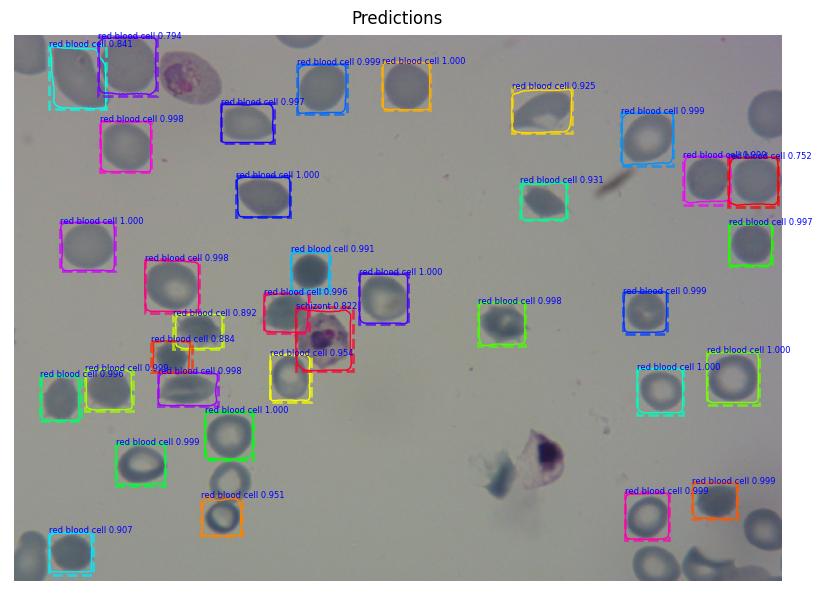 Predictions
red blood cell 0.794
red blood cell 0.841
red blood cell 0.999
red blood cell 1.000
red blood cell 0.925
red blood cell 0.997
red blood cell 0.999
red blood cell 0.998
red blood cell
red blood cell 0.752
red blood cell 1.000
red blood cell 0.931
red blood cell 1.000
red blood cell 0.997
red blood cell 0.991
red blood cell 0.998
red blood cell 1.000
red blood cell 0.996
red blood cell 0.999
schizont 0.822
red blood cell 0.998
red blood cell 0.892
red blood cell 0.884
red blood cell 0.954
red blood cell 1.000
red blood cell 0.999
red blood cell 0.996
red blood cell 0.998
red blood cell 1.000
red blood cell 1.000
red blood cell 0.999
red blood cell 0.951
red blood cell 0.999
red blood cell 0.999
red blood cell 0.907